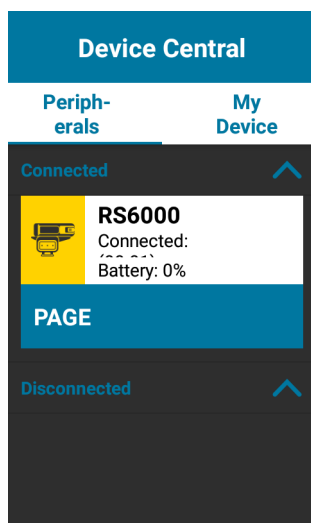 Device Central
Periph-
erals
My
Device
Connected
RS6000
Connected:
Battery: 0%
PAGE
Disconnected